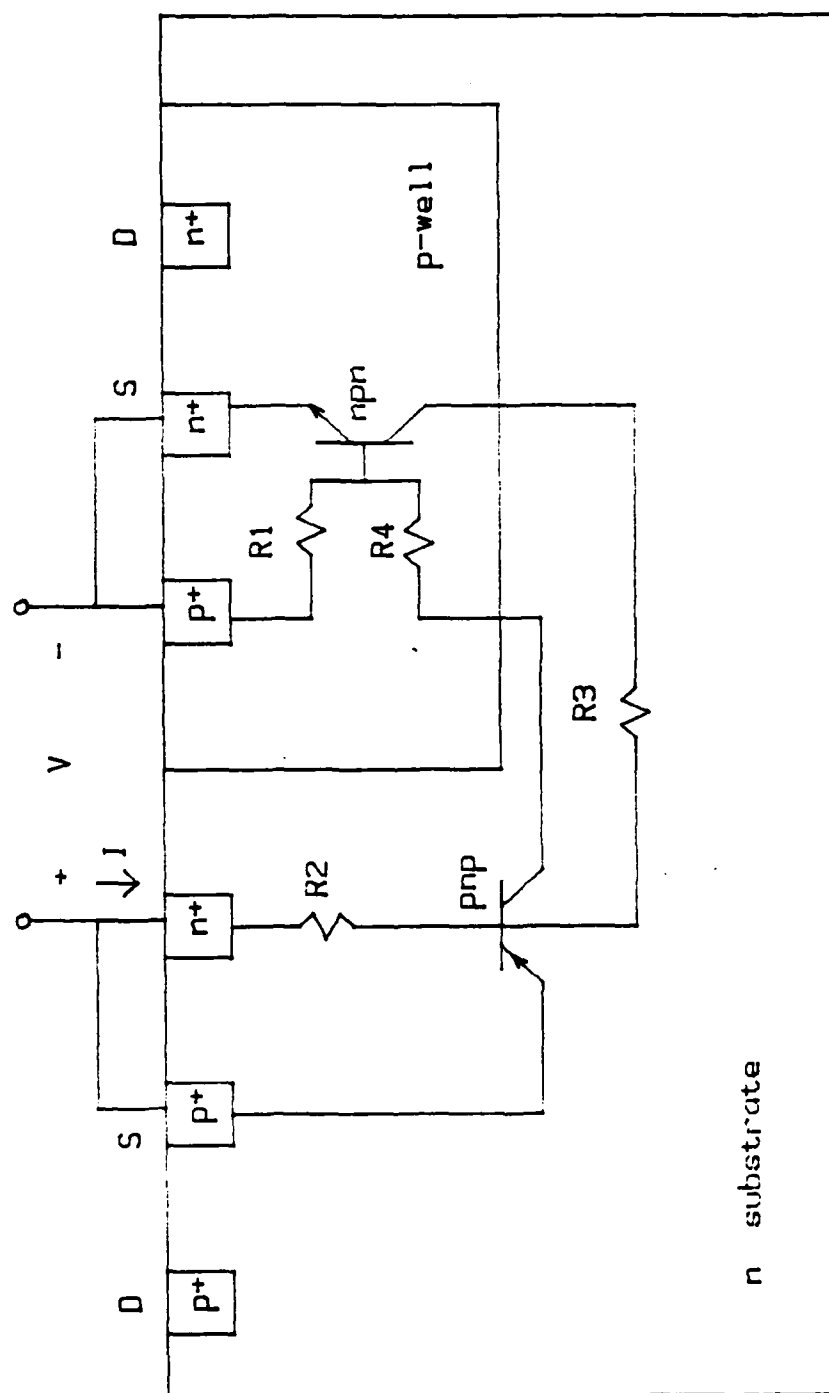 + V -
I
D S S D
p+ p+ n+ p+ n+ n+
R1
R2
npn
R4
p-well
pnp
R3
n substrate